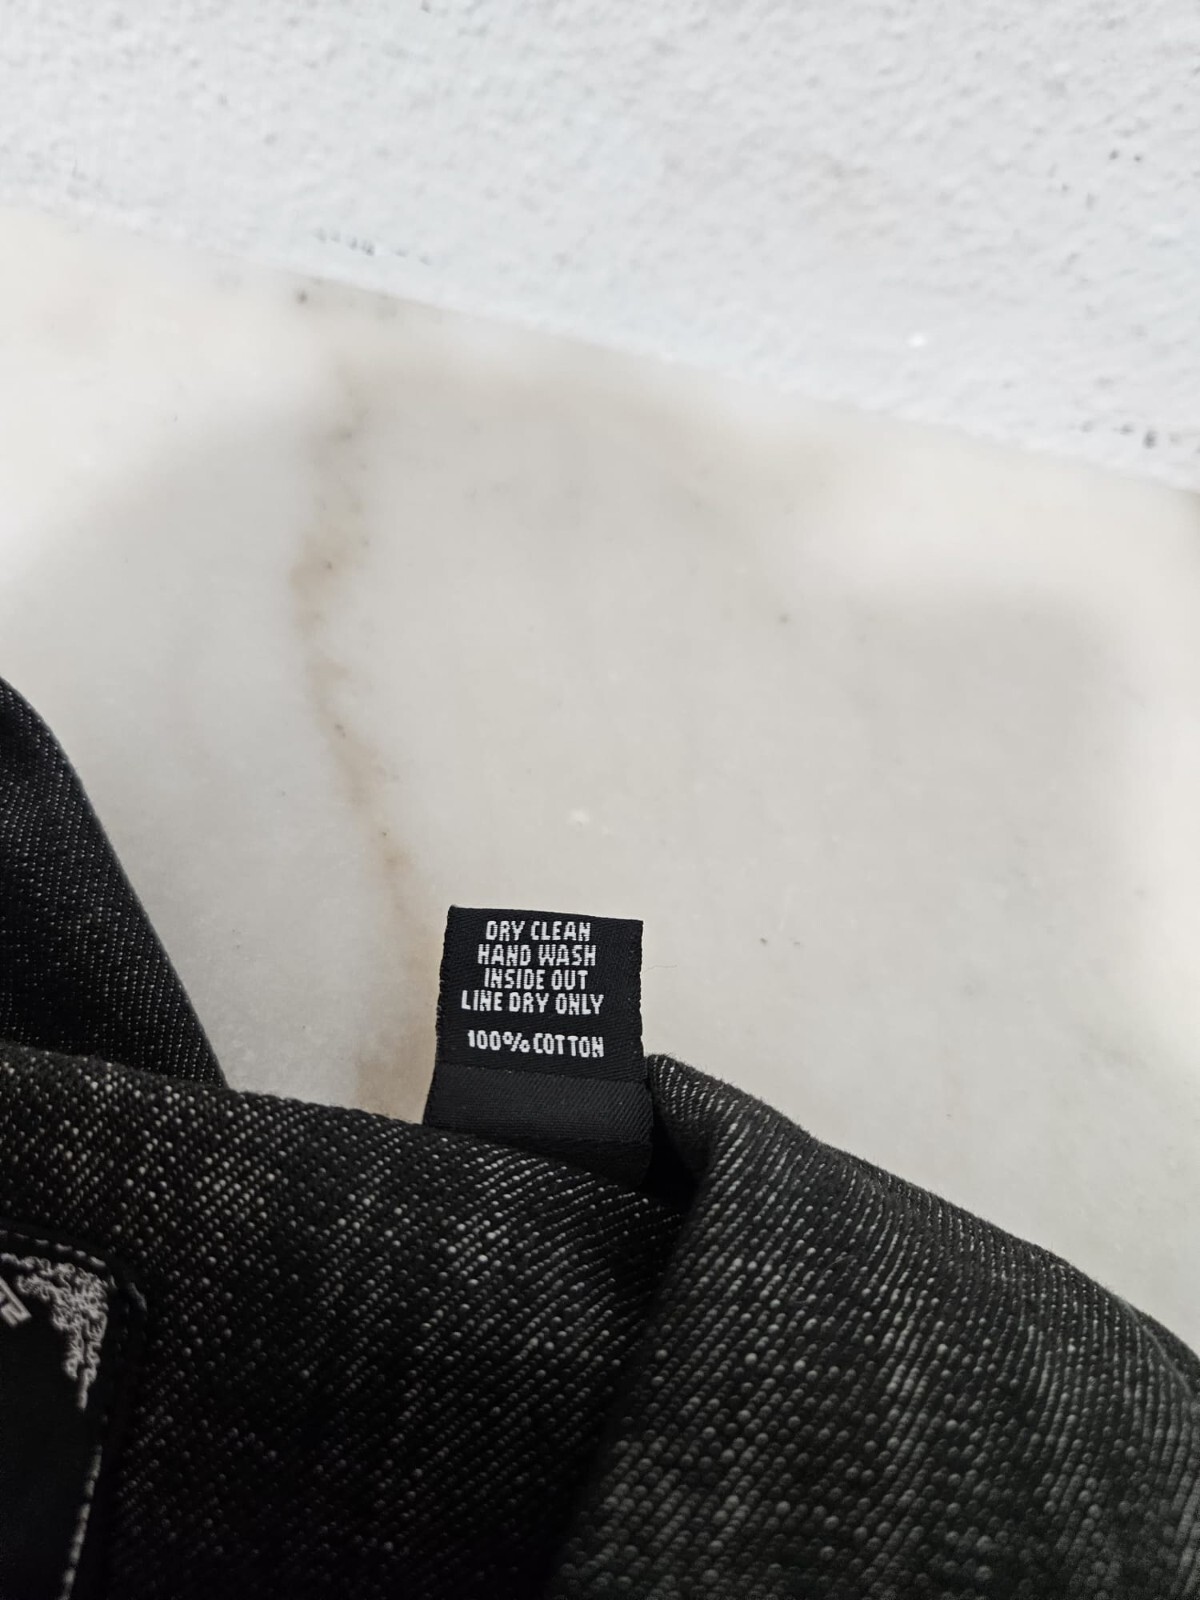 DRY CLEAN
HAND WASH
INSIDE OUT
LINE DRY ONLY
100% COTTON